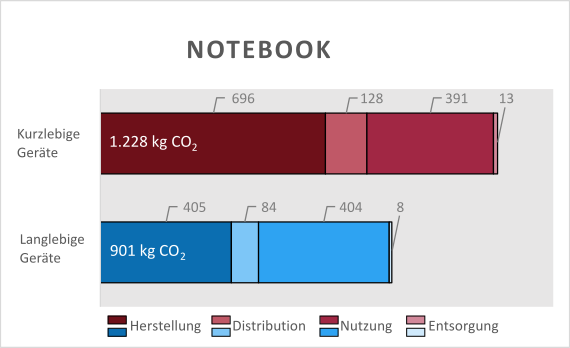 NOTEBOOK
696 128 391 13
Kurzlebige
Geräte
1.228 kg CO₂
405 84 404 8
Langlebige
Geräte
901 kg CO₂
Herstellung Distribution Nutzung Entsorgung